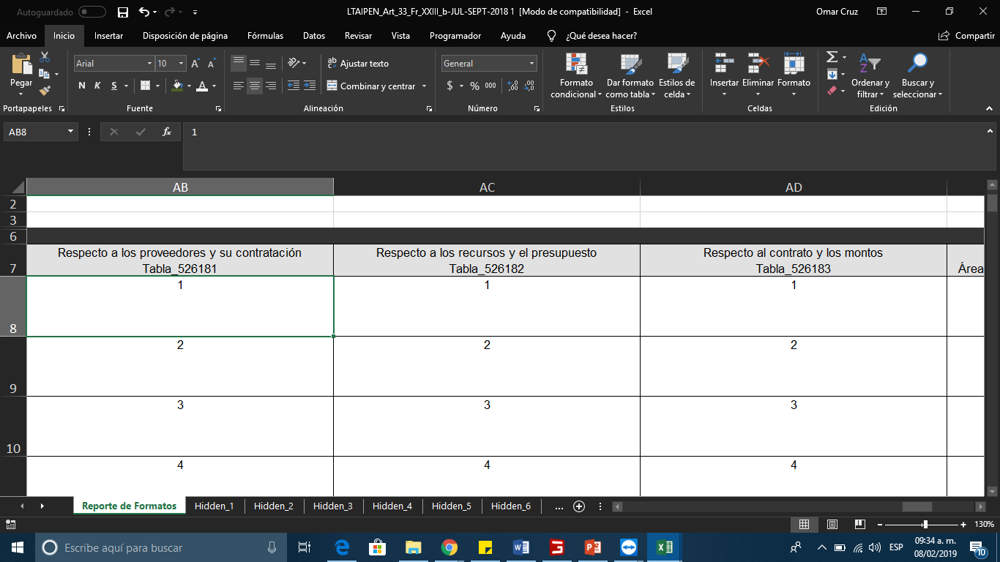 Autoguardado
LTAIPEN_Art_33_Fr_XXIII_b-JUL-SEPT-2018 1 [Modo de compatibilidad] - Excel
Omar Cruz
Archivo Inicio Insertar Disposición de página Fórmulas Datos Revisar Vista Programador Ayuda ¿Qué desea hacer? Compartir
Pegar
Portapapeles
Arial 10
N K S
A A A
Fuente
Ajustar texto
Combinar y centrar
Alineación
General
$ % 000
Número
Formato condicional
Dar formato como tabla
Estilos de celda
Estilos
Insertar Eliminar Formato
Celdas
Ordenar y filtrar
Buscar y seleccionar
Edición
AB8 fx 1
AB AC AD
2
3
6
7 Respecto a los proveedores y su contratación Tabla_526181 Respecto a los recursos y el presupuesto Tabla_526182 Respecto al contrato y los montos Tabla_526183 Área
8 1 1 1
9 2 2 2
10 3 3 3
4 4 4
Reporte de Formatos Hidden_1 Hidden_2 Hidden_3 Hidden_4 Hidden_5 Hidden_6 ...
130%
Escribe aquí para buscar
ESP
09:34 a. m.
08/02/2019
10